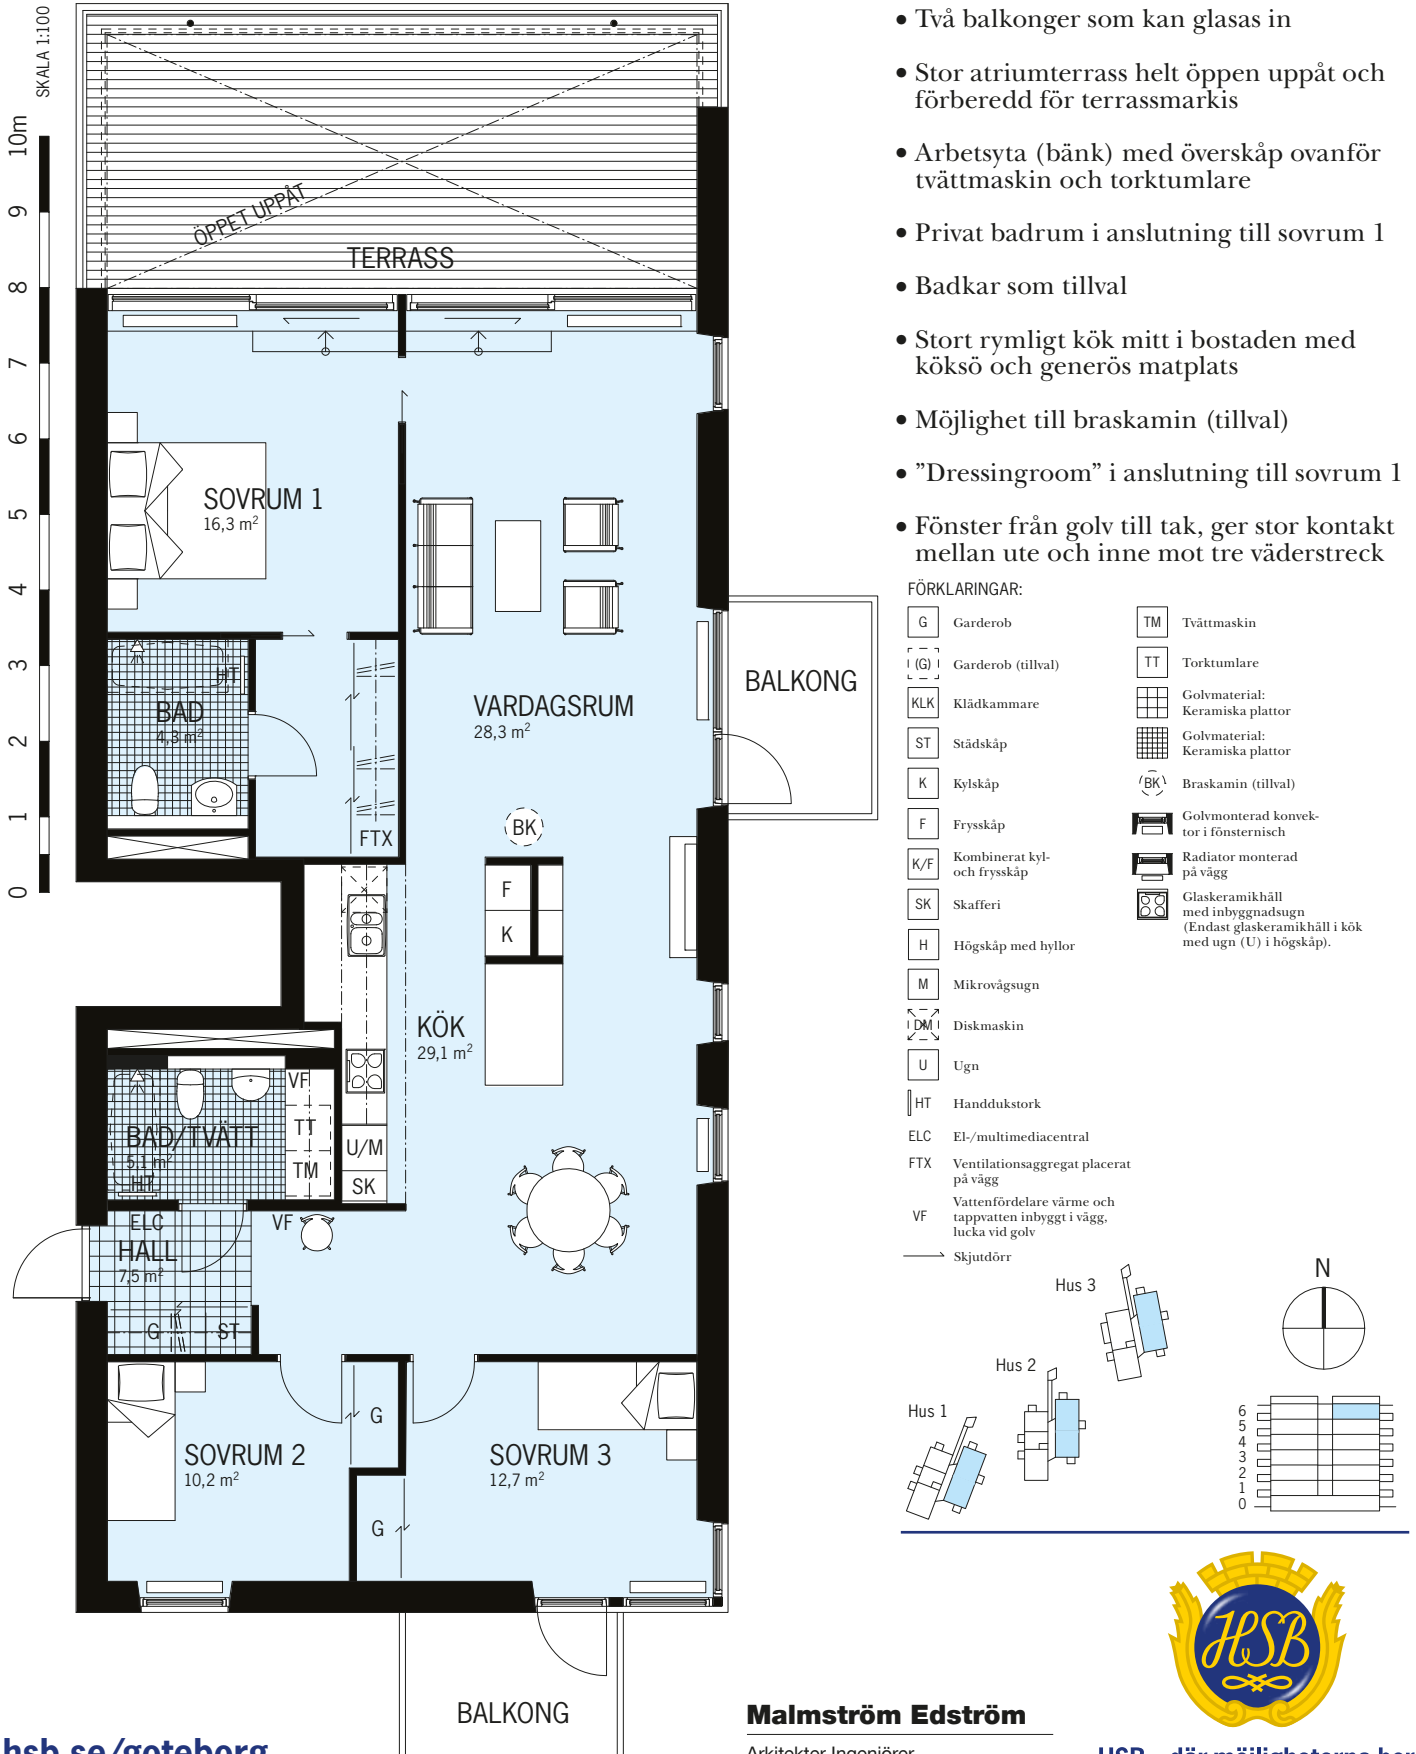 SKALA 1:100
10m
9
8
7
6
5
4
3
2
1
0
ÖPPET UPPÅT
TERRASS
SOVRUM 1
16,3 m²
HT
BAD
4,3 m²
FTX
VARDAGSRUM
28,3 m²
BALKONG
BK
F
K
KÖK
29,1 m²
VF
TT
TM
BAD/TVÄTT
5,1 m²
HT
U/M
SK
ELC
HALL
7,5 m²
VF
G
ST
SOVRUM 2
10,2 m²
G
G
SOVRUM 3
12,7 m²
BALKONG
• Två balkonger som kan glasas in
• Stor atriumterrass helt öppen uppåt och
förberedd för terrassmarkis
• Arbetsyta (bänk) med överskåp ovanför
tvättmaskin och torktumlare
• Privat badrum i anslutning till sovrum 1
• Badkar som tillval
• Stort rymligt kök mitt i bostaden med
köksö och generös matplats
• Möjlighet till braskamin (tillval)
• ”Dressingroom” i anslutning till sovrum 1
• Fönster från golv till tak, ger stor kontakt
mellan ute och inne mot tre väderstreck
FÖRKLARINGAR:
G Garderob
(G) Garderob (tillval)
KLK Klädkammare
ST Städskåp
K Kylskåp
F Frysskåp
K/F Kombinerat kyl-
och frysskåp
SK Skafferi
H Högskåp med hyllor
M Mikrovågsugn
DM Diskmaskin
U Ugn
HT Handdukstork
ELC El-/multimediacentral
FTX Ventilationsaggregat placerat
på vägg
VF Vattenfördelare värme och
tappvatten inbyggt i vägg,
lucka vid golv
Skjutdörr
TM Tvättmaskin
TT Torktumlare
Golvmaterial:
Keramiska plattor
Golvmaterial:
Keramiska plattor
BK Braskamin (tillval)
Golvmonterad konvek-
tor i fönsternisch
Radiator monterad
på vägg
Glaskeramikhäll
med inbyggnadsugn
(Endast glaskeramikhäll i kök
med ugn (U) i högskåp).
Hus 3
Hus 2
Hus 1
N
6
5
4
3
2
1
0
HSB
Malmström Edström
Arkitekter Ingenjörer
hsb.se/goteborg
HSB – där möjligheterna bor